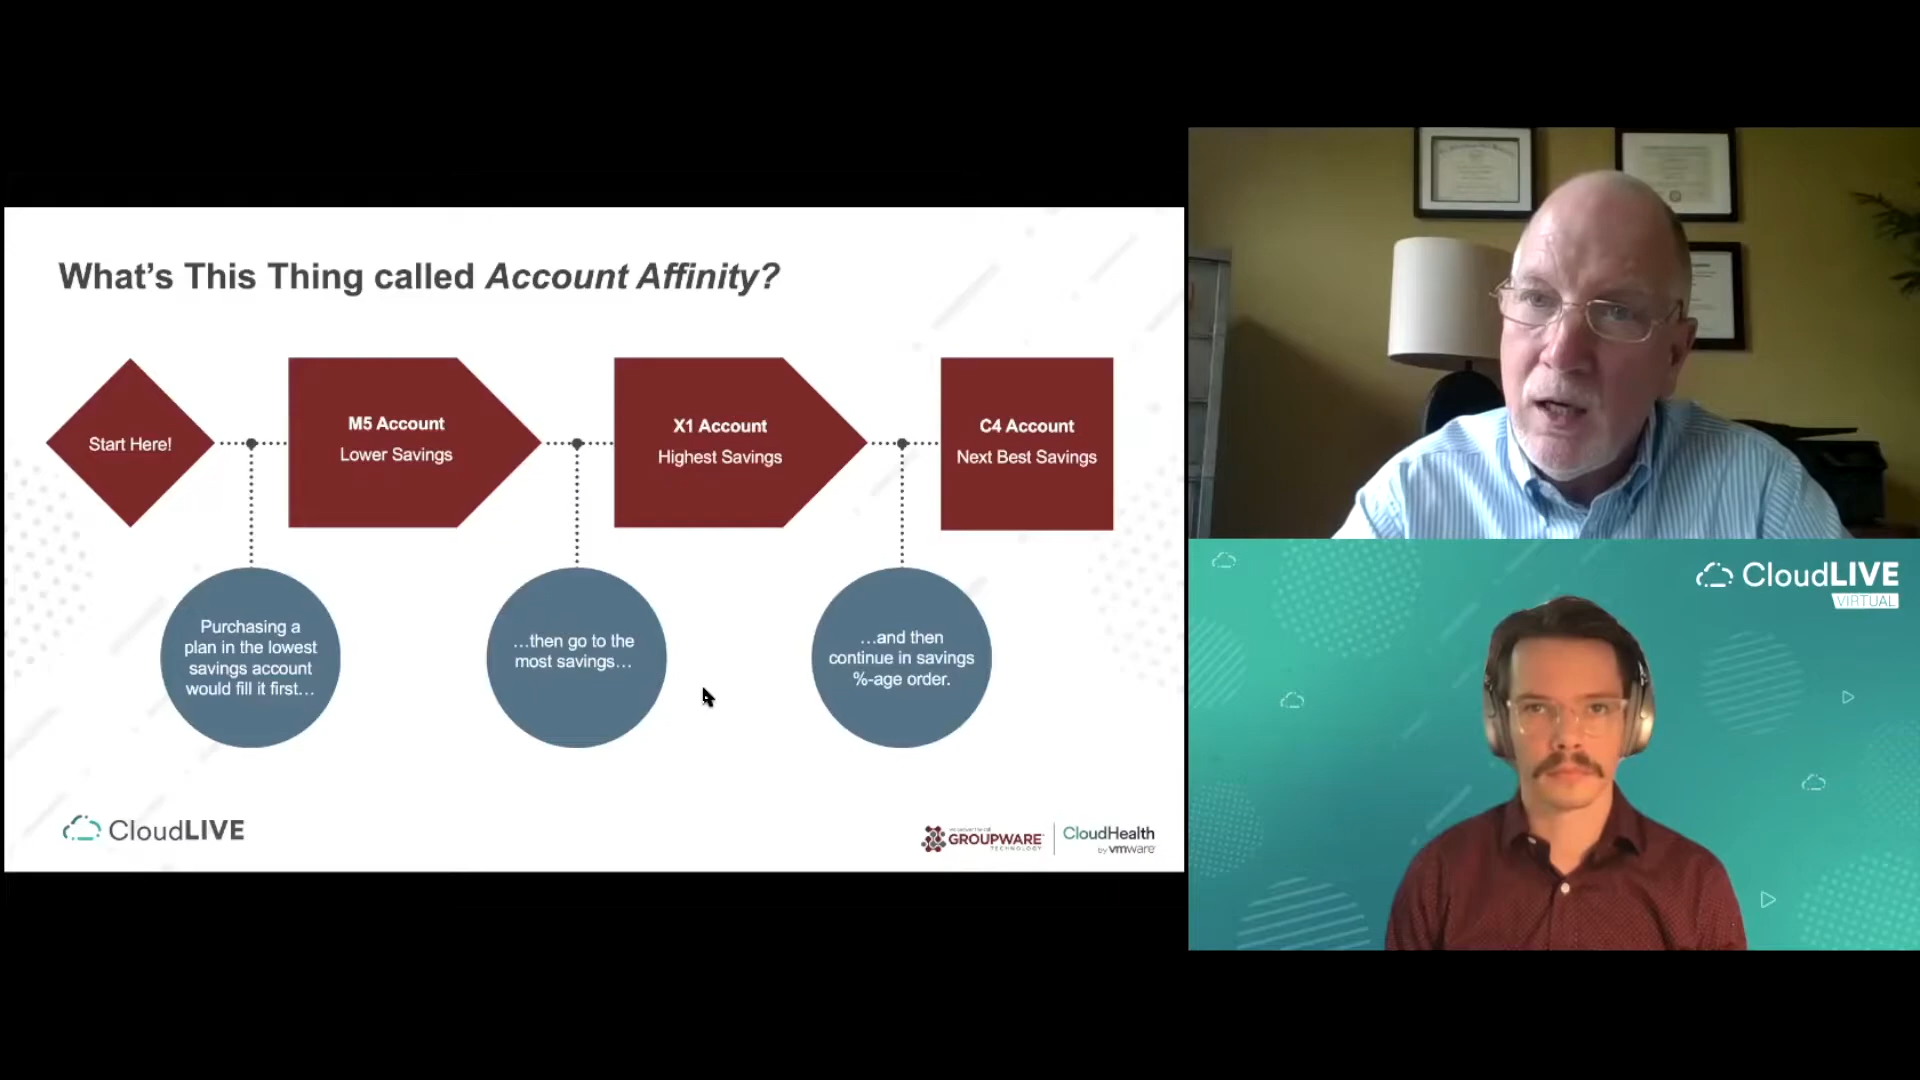 What's This Thing called Account Affinity?
Start Here!
M5 Account
Lower Savings
X1 Account
Highest Savings
C4 Account
Next Best Savings
Purchasing a
plan in the lowest
savings account
would fill it first…
…then go to the
most savings…
…and then
continue in savings
%-age order.
CloudLIVE
GROUPWARE
TECHNOLOGY
CloudHealth
by vmware
CloudLIVE
VIRTUAL